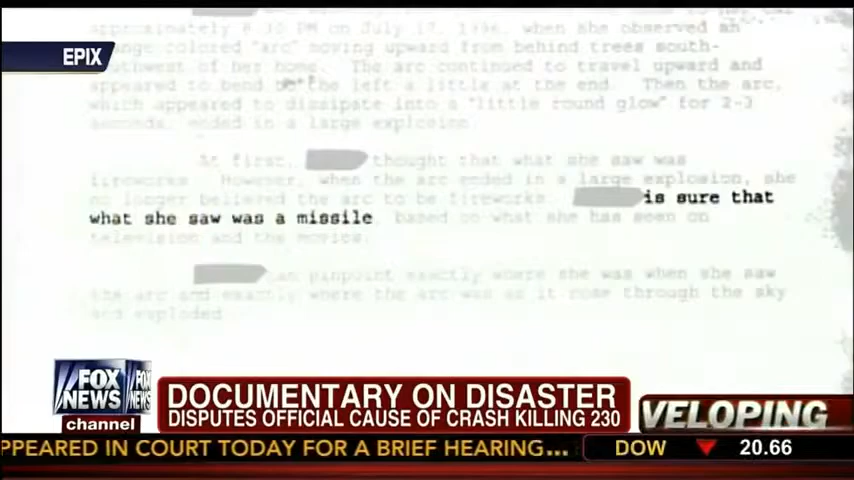 approximately 8:30 PM on July 17, 1996, when she observed an
ange colored "arc" moving upward from behind trees south-
uthwest of her home. The arc continued to travel upward and
appeared to bend to the left a little at the end. Then the arc,
which appeared to dissipate into a "little round glow" for 2-3
seconds, ended in a large explosion.
EPIX
At first, thought that what she saw was
fireworks. However, when the arc ended in a large explosion, she
no longer believed the arc to be fireworks. is sure that
what she saw was a missile, based on what she has seen on
television and the movies.
can pinpoint exactly where she was when she saw
the arc and exactly where the arc was as it rose through the sky
and exploded.
FOX
NEWS
channel
FOX
NEWS
DOCUMENTARY ON DISASTER
DISPUTES OFFICIAL CAUSE OF CRASH KILLING 230
VELOPING
PPEARED IN COURT TODAY FOR A BRIEF HEARING... DOW 20.66